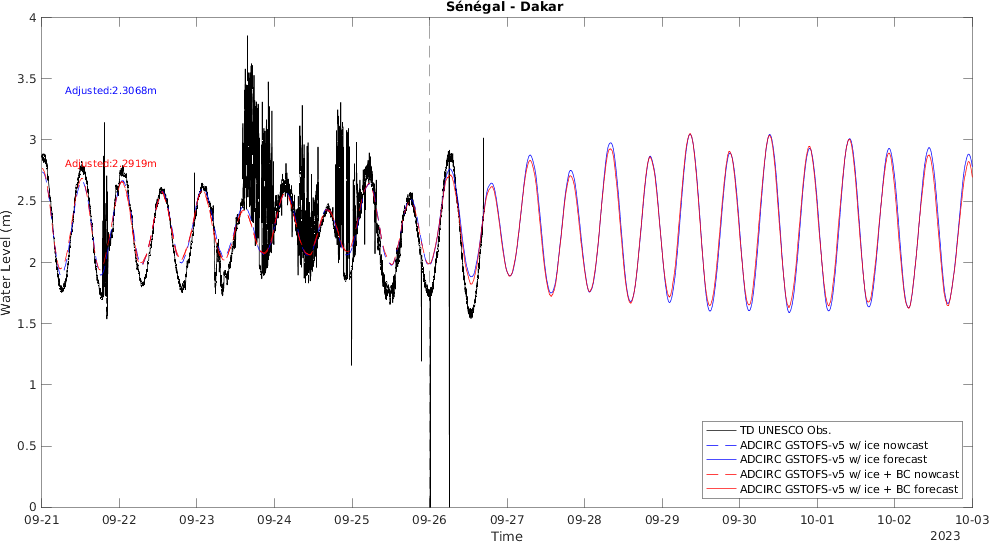 Sénégal - Dakar
Water Level (m)
4
3.5
3
2.5
2
1.5
1
0.5
0
Adjusted:2.3068m
Adjusted:2.2919m
TD UNESCO Obs.
ADCIRC GSTOFS-v5 w/ ice nowcast
ADCIRC GSTOFS-v5 w/ ice forecast
ADCIRC GSTOFS-v5 w/ ice + BC nowcast
ADCIRC GSTOFS-v5 w/ ice + BC forecast
09-21 09-22 09-23 09-24 09-25 09-26 09-27 09-28 09-29 09-30 10-01 10-02 10-03
Time
2023